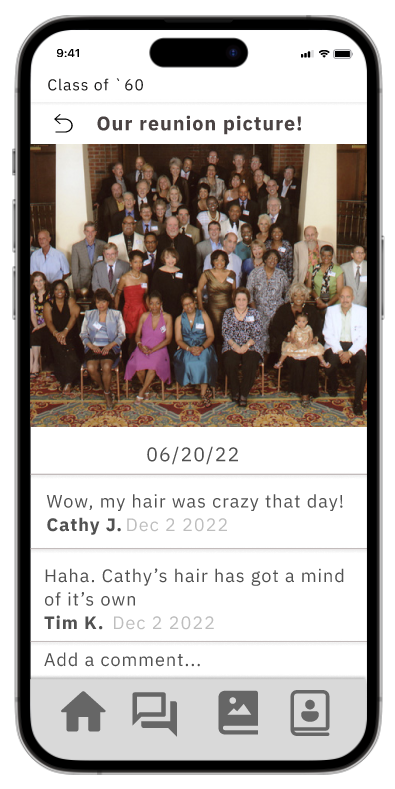 9:41
Class of `60
Our reunion picture!
06/20/22
Wow, my hair was crazy that day!
Cathy J. Dec 2 2022
Haha. Cathy’s hair has got a mind
of it’s own
Tim K. Dec 2 2022
Add a comment...